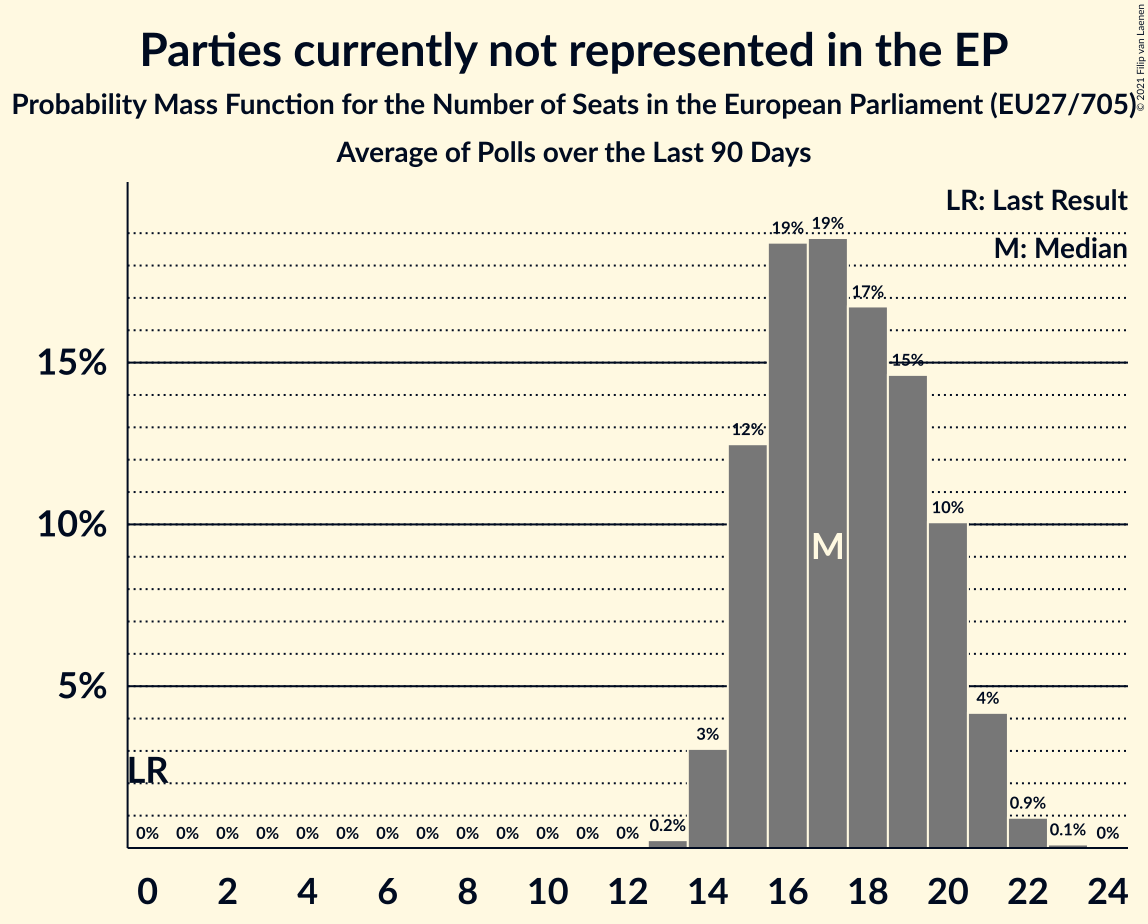 Parties currently not represented in the EP
Probability Mass Function for the Number of Seats in the European Parliament (EU27/705)
Average of Polls over the Last 90 Days
© 2021 Filip van Laenen
LR: Last Result
M: Median
19% 19%
17%
15%
15%
12%
10%
10%
M
5%
4%
3%
LR
0% 0% 0% 0% 0% 0% 0% 0% 0% 0% 0% 0% 0% 0.2% 0.9% 0.1% 0%
0 2 4 6 8 10 12 14 16 18 20 22 24